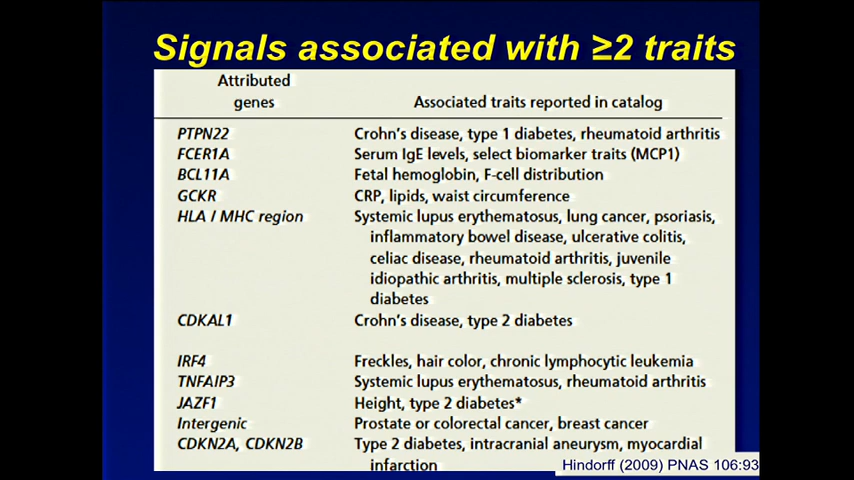 Signals associated with ≥2 traits
Attributed
genes
Associated traits reported in catalog
PTPN22 Crohn's disease, type 1 diabetes, rheumatoid arthritis
FCER1A Serum IgE levels, select biomarker traits (MCP1)
BCL11A Fetal hemoglobin, F-cell distribution
GCKR CRP, lipids, waist circumference
HLA / MHC region Systemic lupus erythematosus, lung cancer, psoriasis,
inflammatory bowel disease, ulcerative colitis,
celiac disease, rheumatoid arthritis, juvenile
idiopathic arthritis, multiple sclerosis, type 1
diabetes
CDKAL1 Crohn's disease, type 2 diabetes
IRF4 Freckles, hair color, chronic lymphocytic leukemia
TNFAIP3 Systemic lupus erythematosus, rheumatoid arthritis
JAZF1 Height, type 2 diabetes*
Intergenic Prostate or colorectal cancer, breast cancer
CDKN2A, CDKN2B Type 2 diabetes, intracranial aneurysm, myocardial
infarction
Hindorff (2009) PNAS 106:93